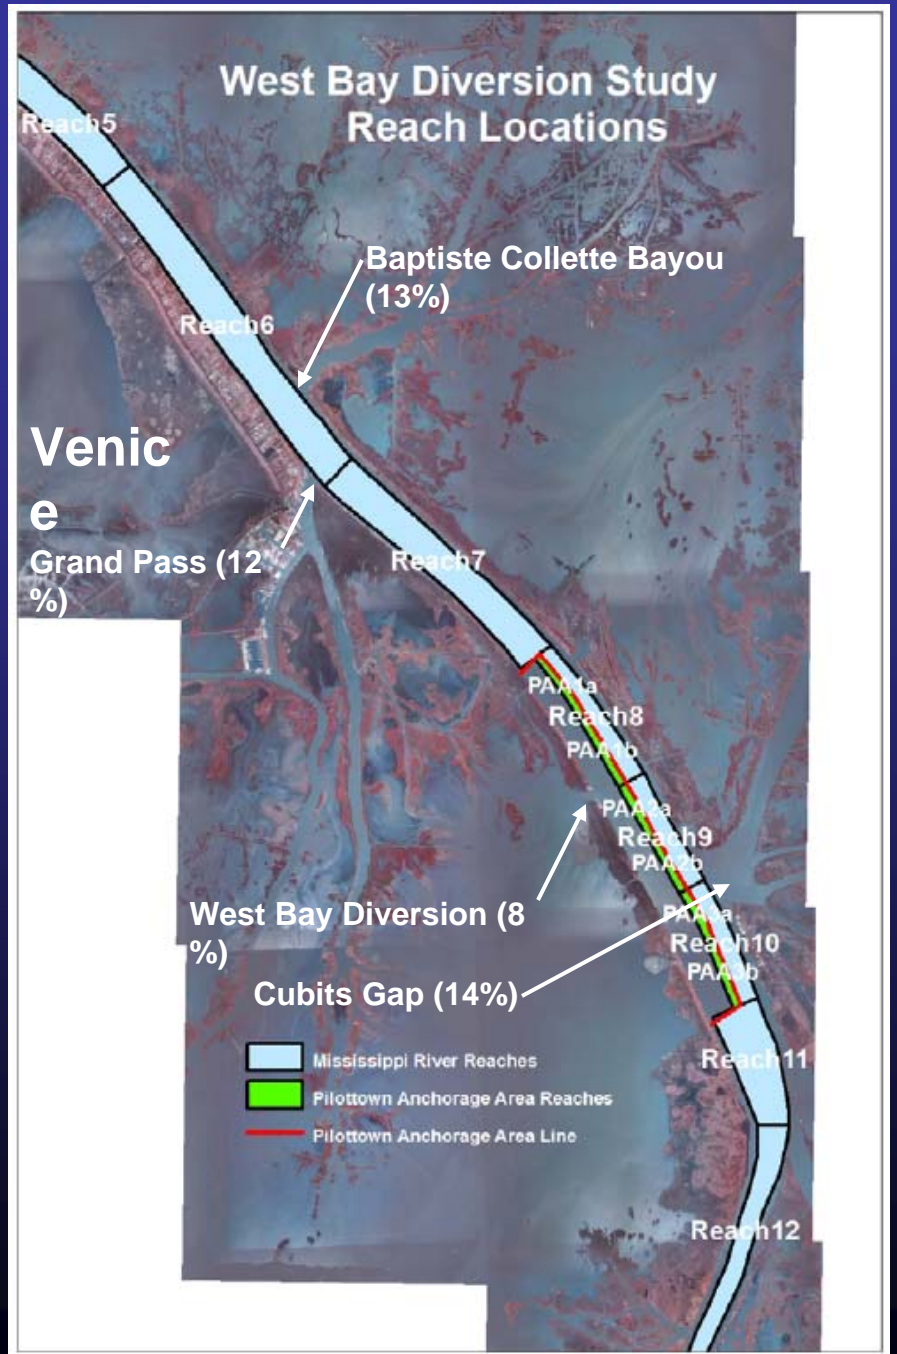 West Bay Diversion Study
Reach Locations
Reach5
Baptiste Collette Bayou
(13%)
Reach6
Venic
e
Grand Pass (12
%)
Reach7
PAA1a
Reach8
PAA1b
PAA2a
Reach9
PAA2b
West Bay Diversion (8
%)
PAA3a
Reach10
PAA3b
Cubits Gap (14%)
Mississippi River Reaches
Reach11
Pilottown Anchorage Area Reaches
Pilottown Anchorage Area Line
Reach12